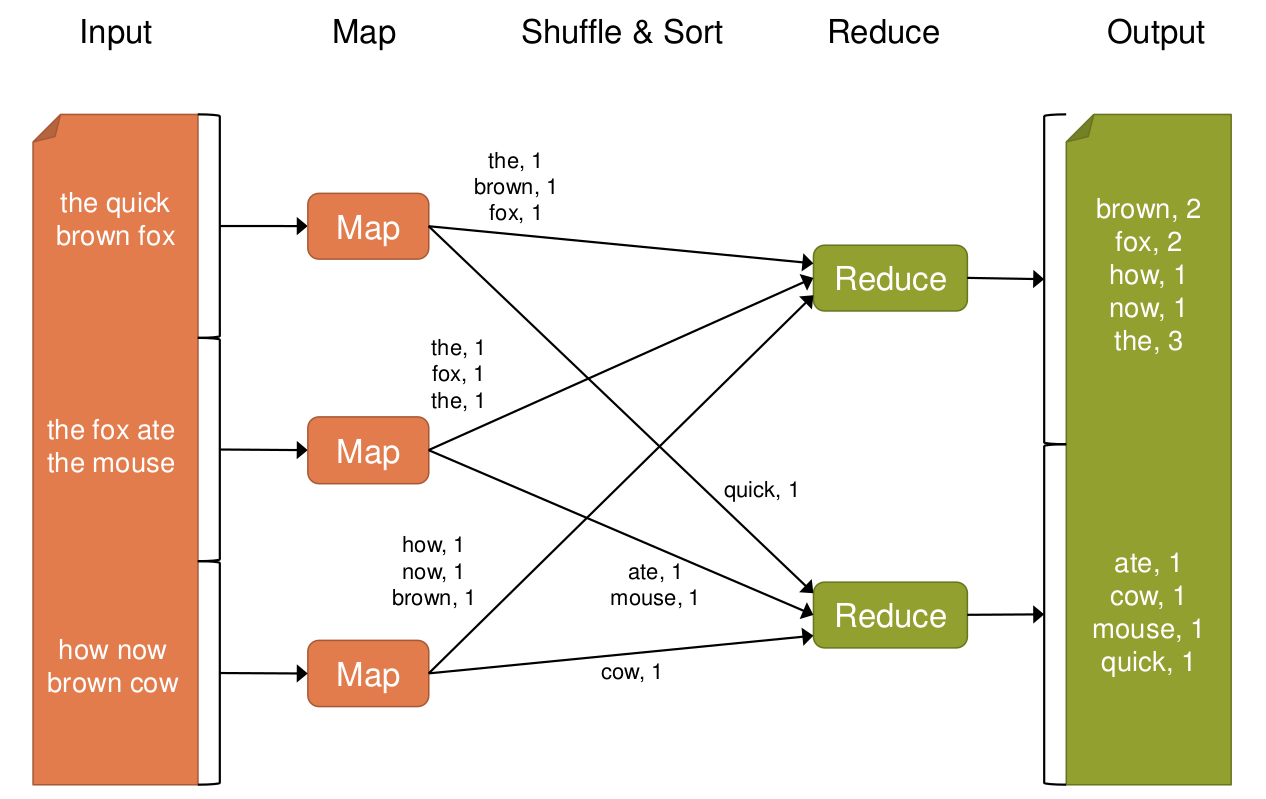 Input
Map
Shuffle & Sort
Reduce
Output
the quick
brown fox
the fox ate
the mouse
how now
brown cow
Map
Map
Map
the, 1
brown, 1
fox, 1
the, 1
fox, 1
the, 1
how, 1
now, 1
brown, 1
quick, 1
ate, 1
mouse, 1
cow, 1
Reduce
Reduce
brown, 2
fox, 2
how, 1
now, 1
the, 3
ate, 1
cow, 1
mouse, 1
quick, 1